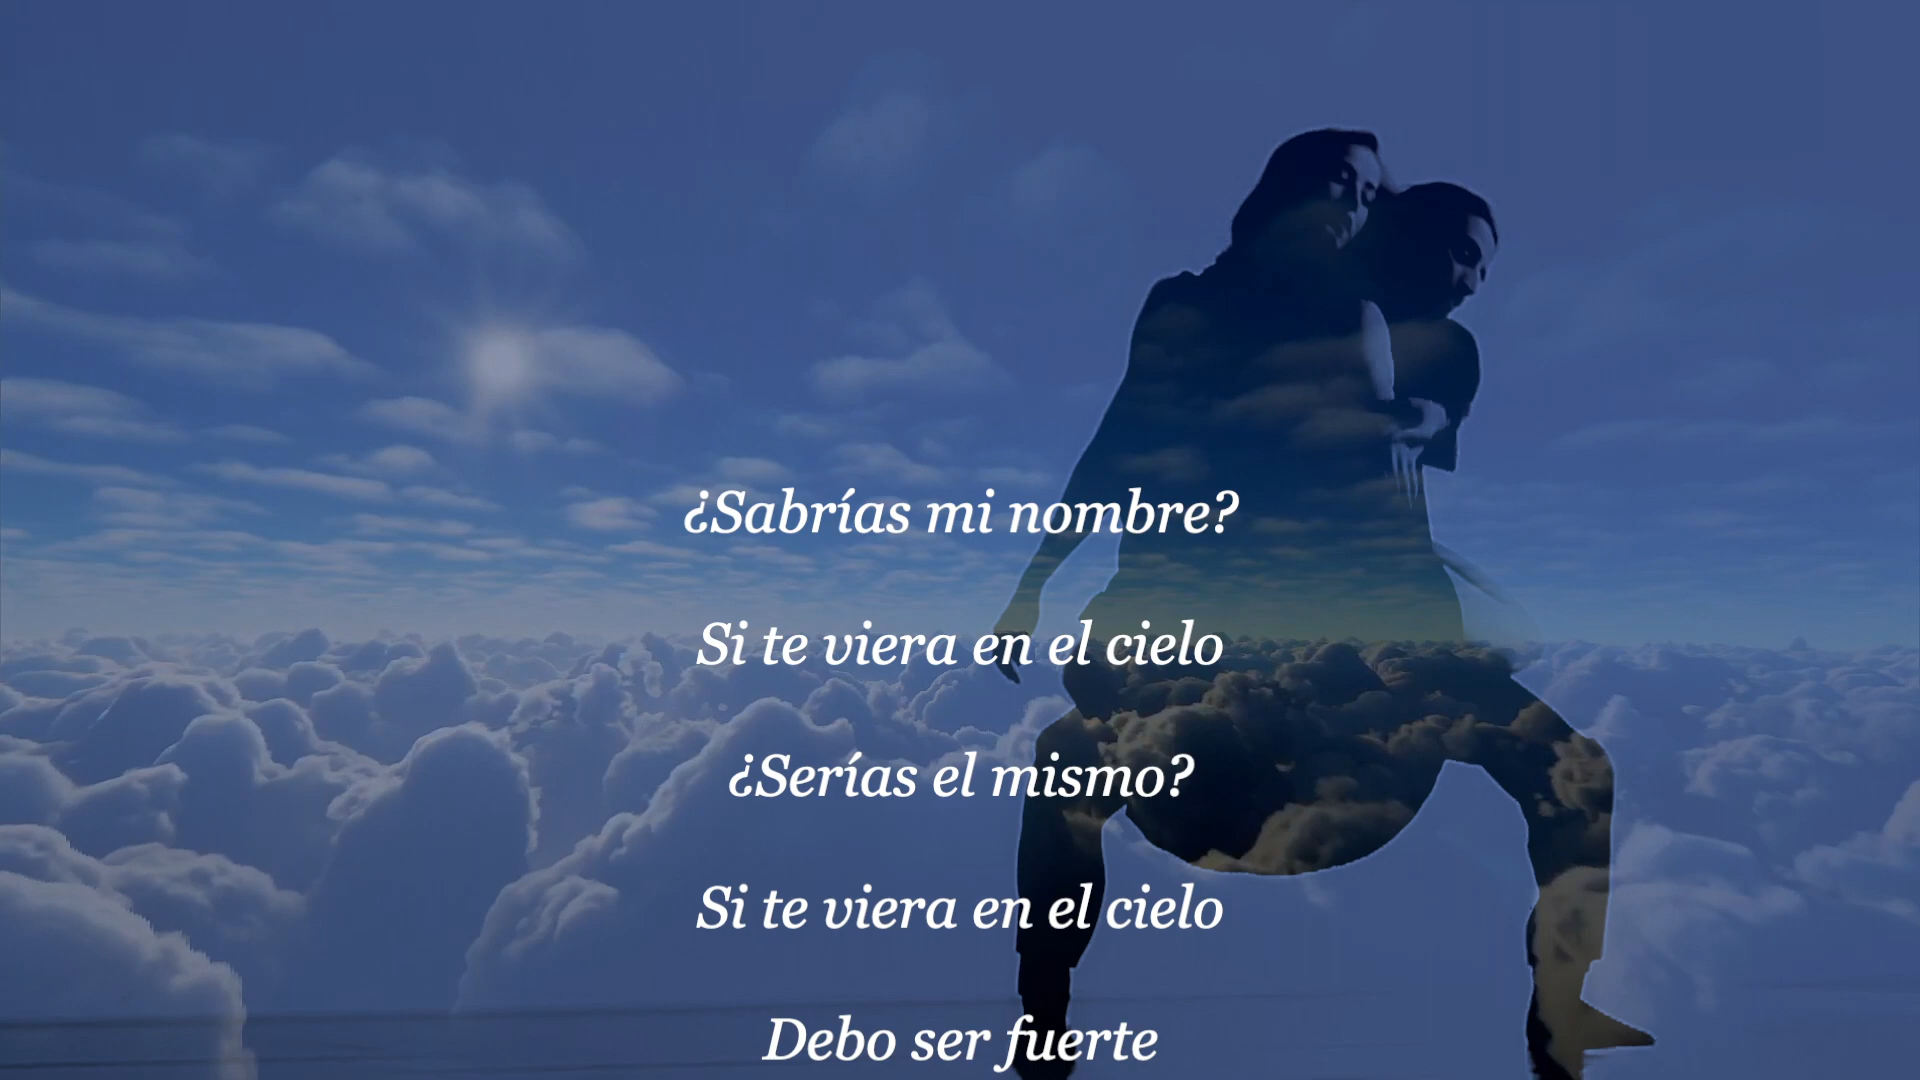 ¿Sabrías mi nombre?
Si te viera en el cielo
¿Serías el mismo?
Si te viera en el cielo
Debo ser fuerte